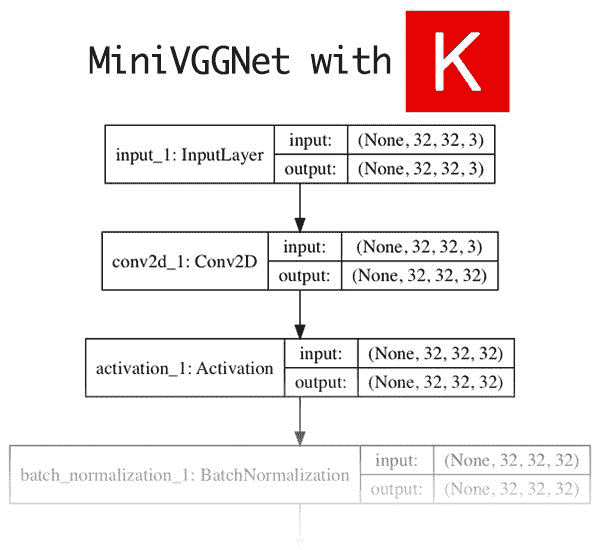 MiniVGGNet with K
input_1: InputLayer
input: (None, 32, 32, 3)
output: (None, 32, 32, 3)
conv2d_1: Conv2D
input: (None, 32, 32, 3)
output: (None, 32, 32, 32)
activation_1: Activation
input: (None, 32, 32, 32)
output: (None, 32, 32, 32)
batch_normalization_1: BatchNormalization
input: (None, 32, 32, 32)
output: (None, 32, 32, 32)